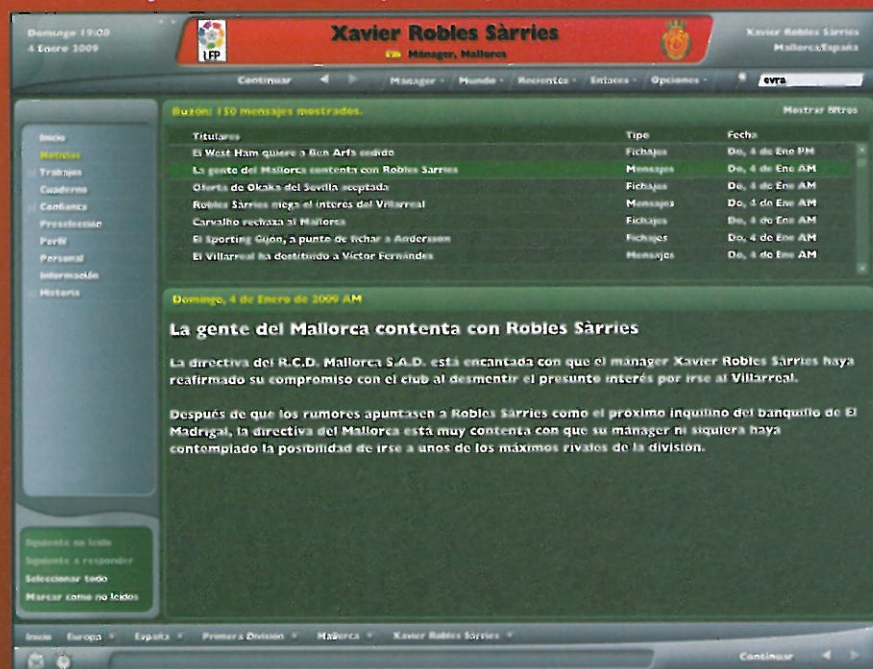 Domingo 19:00
4 Enero 2009
LFP
Xavier Robles Sàrries
Mánager, Mallorca
Xavier Robles Sàrries
Mallorca/España
Continuar
Manager
Mundo
Recientes
Enlaces
Opciones
evra
Buzón: 150 mensajes mostrados.
Mostrar filtros
Inicio
Noticias
Trabajos
Cuaderno
Confianza
Preselección
Perfil
Personal
Información
Historia
Titulares Tipo Fecha
El West Ham quiere a Ben Arfa cedido Fichajes Do, 4 de Ene PM
La gente del Mallorca contenta con Robles Sàrries Mensajes Do, 4 de Ene AM
Oferta de Okaka del Sevilla aceptada Fichajes Do, 4 de Ene AM
Robles Sàrries niega el interés del Villarreal Mensajes Do, 4 de Ene AM
Carvalho rechaza al Mallorca Fichajes Do, 4 de Ene AM
El Sporting Gijón, a punto de fichar a Andersson Fichajes Do, 4 de Ene AM
El Villarreal ha destituido a Víctor Fernández Mensajes Do, 4 de Ene AM
Domingo, 4 de Enero de 2009 AM
La gente del Mallorca contenta con Robles Sàrries
La directiva del R.C.D. Mallorca S.A.D. está encantada con que el mánager Xavier Robles Sàrries haya
reafirmado su compromiso con el club al desmentir el presunto interés por irse al Villarreal.
Después de que los rumores apuntasen a Robles Sàrries como el próximo inquilino del banquillo de El
Madrigal, la directiva del Mallorca está muy contenta con que su mánager ni siquiera haya
contemplado la posibilidad de irse a unos de los máximos rivales de la división.
Siguiente no leído
Siguiente a responder
Seleccionar todo
Marcar como no leídos
Inicio Europa España Primera División Mallorca Xavier Robles Sàrries
Continuar